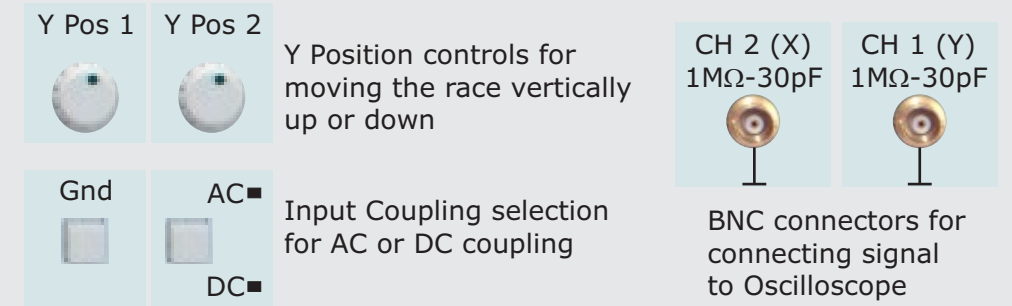 Y Pos 1
Y Pos 2
Y Position controls for
moving the race vertically
up or down
Gnd
AC
DC
Input Coupling selection
for AC or DC coupling
CH 2 (X)
1MΩ-30pF
CH 1 (Y)
1MΩ-30pF
BNC connectors for
connecting signal
to Oscilloscope